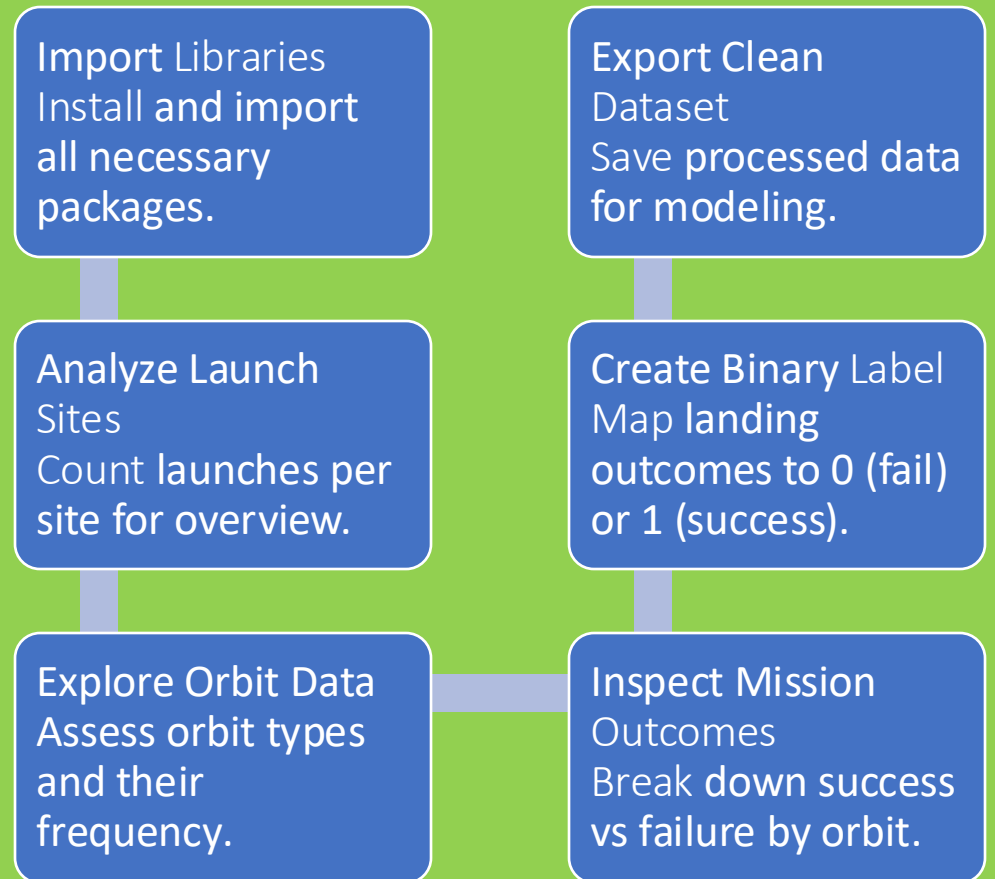 Import Libraries
Install and import
all necessary
packages.
Analyze Launch
Sites
Count launches per
site for overview.
Explore Orbit Data
Assess orbit types
and their
frequency.
Inspect Mission
Outcomes
Break down success
vs failure by orbit.
Create Binary Label
Map landing
outcomes to 0 (fail)
or 1 (success).
Export Clean
Dataset
Save processed data
for modeling.